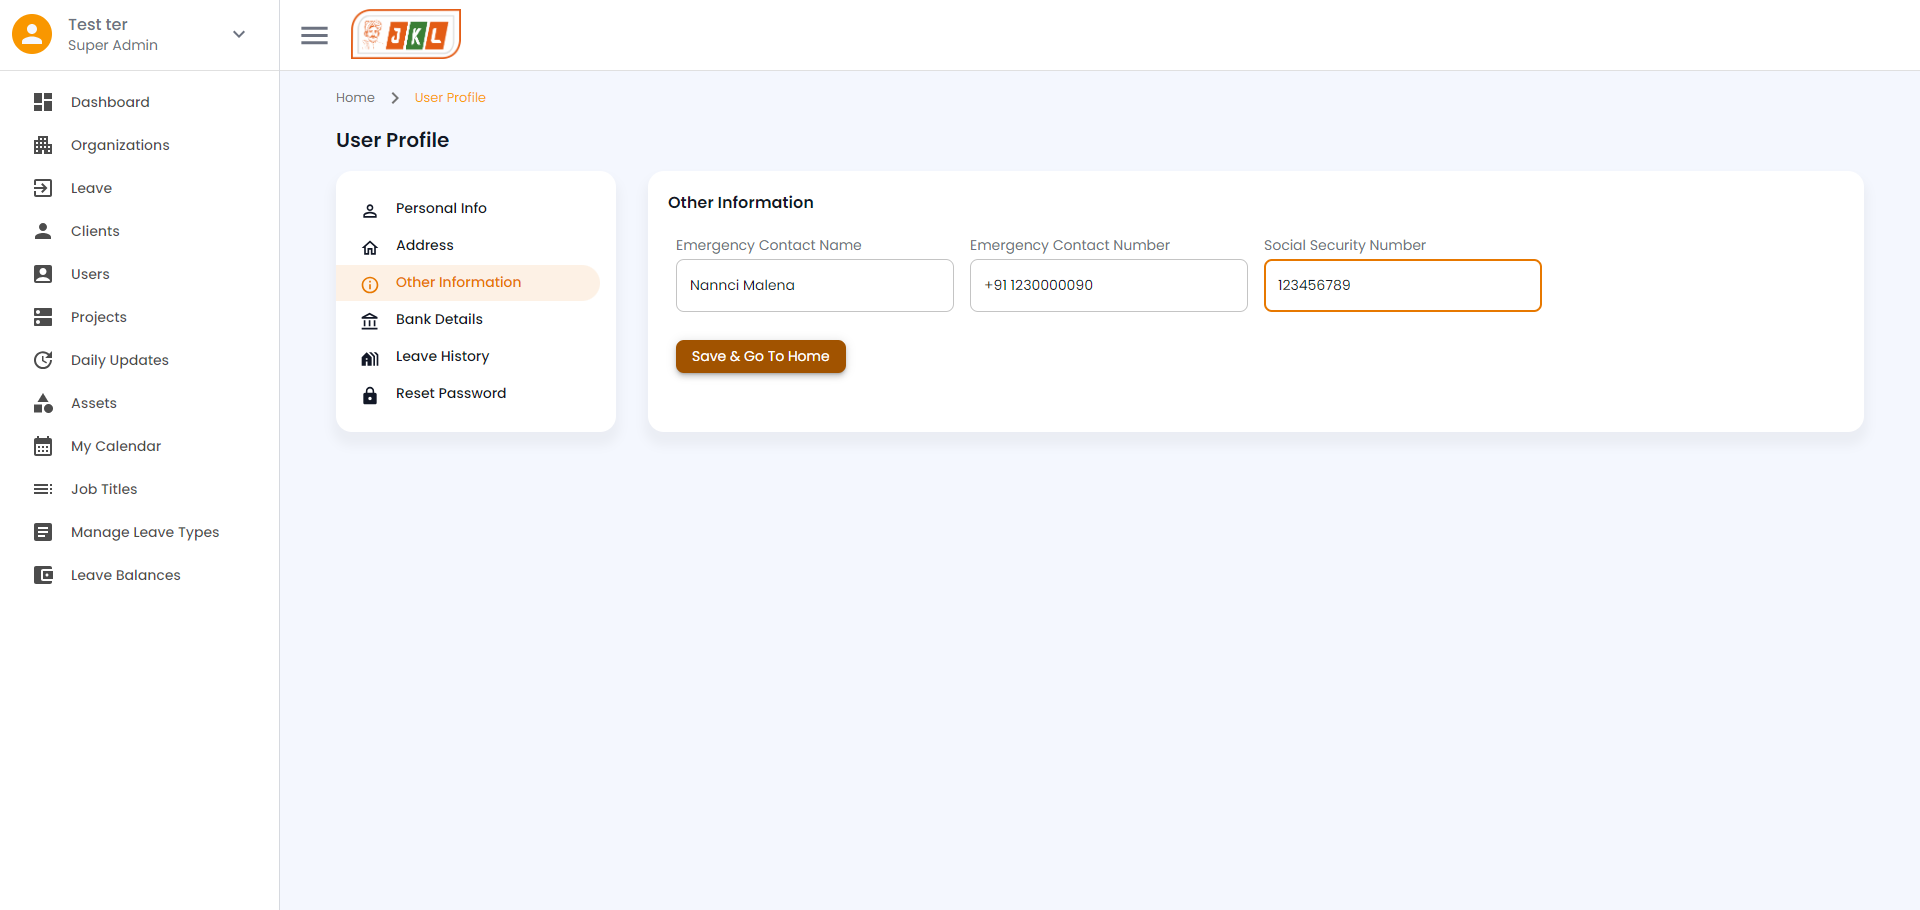 Test ter
Super Admin
JKL
Dashboard
Organizations
Leave
Clients
Users
Projects
Daily Updates
Assets
My Calendar
Job Titles
Manage Leave Types
Leave Balances
Home
User Profile
User Profile
Personal Info
Address
Other Information
Bank Details
Leave History
Reset Password
Other Information
Emergency Contact Name
Emergency Contact Number
Social Security Number
Nannci Malena
+91 1230000090
123456789
Save & Go To Home